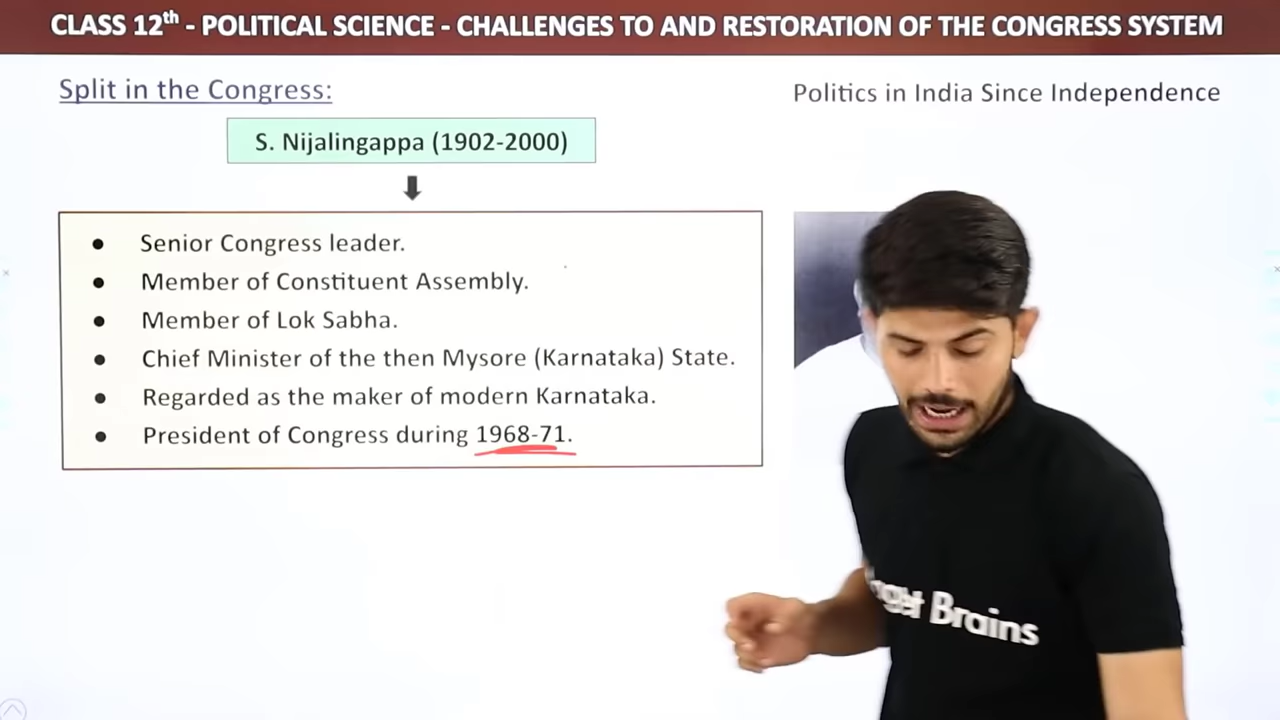 CLASS 12th - POLITICAL SCIENCE - CHALLENGES TO AND RESTORATION OF THE CONGRESS SYSTEM
Split in the Congress:
Politics in India Since Independence
S. Nijalingappa (1902-2000)
● Senior Congress leader.
● Member of Constituent Assembly.
● Member of Lok Sabha.
● Chief Minister of the then Mysore (Karnataka) State.
● Regarded as the maker of modern Karnataka.
● President of Congress during 1968-71.
Brains